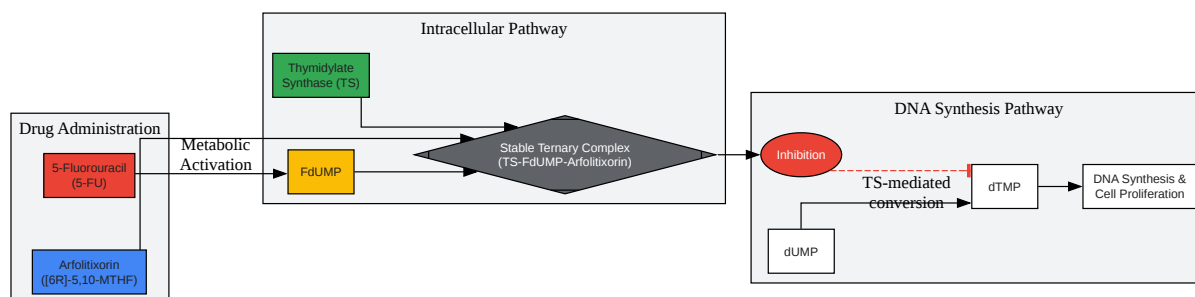 Drug Administration
5-Fluorouracil
(5-FU)
Arfolitixorin
([6R]-5,10-MTHF)
Metabolic
Activation
Intracellular Pathway
Thymidylate
Synthase (TS)
FdUMP
Stable Ternary Complex
(TS-FdUMP-Arfolitixorin)
DNA Synthesis Pathway
Inhibition
TS-mediated
conversion
dUMP
dTMP
DNA Synthesis &
Cell Proliferation